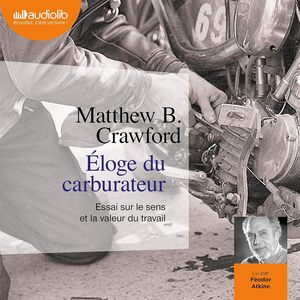 audiolib
écoutez, c'est un livre !
68
Matthew B.
Crawford
Éloge du
carburateur
Essai sur le sens
et la valeur du travail
Lu par
Féodor
Atkine